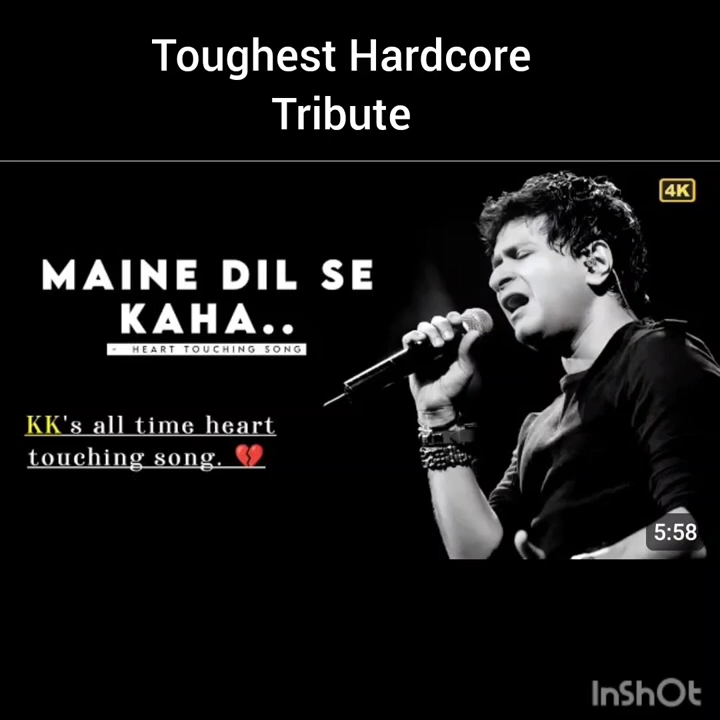 Toughest Hardcore
Tribute
4K
MAINE DIL SE
KAHA..
- HEART TOUCHING SONG
KK's all time heart
touching song. 💔
5:58
InShOt